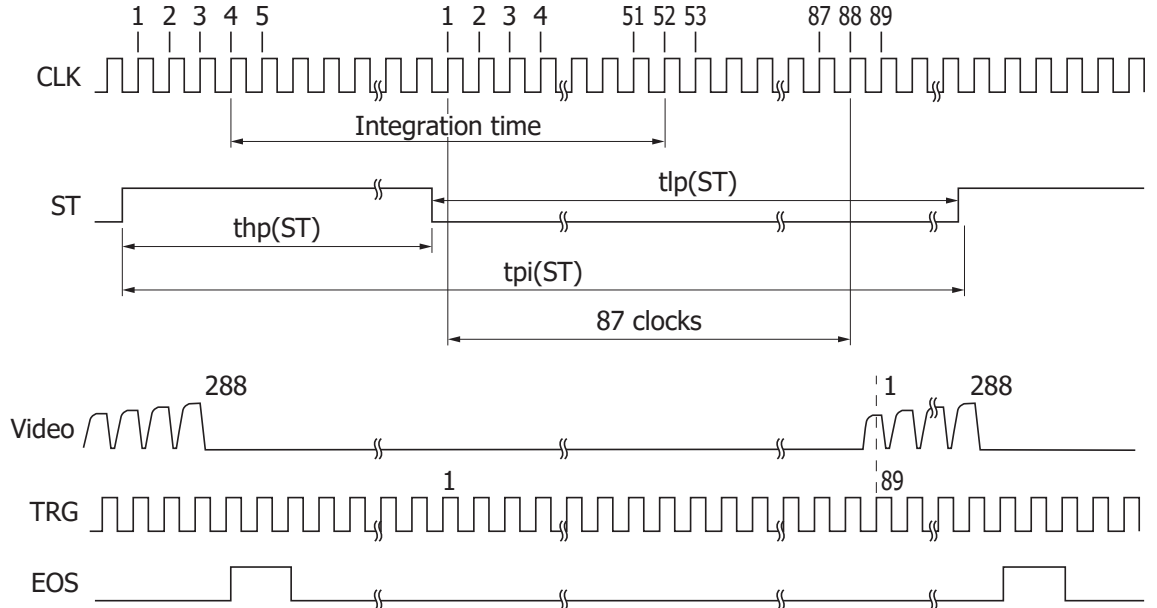 1 2 3 4 5 1 2 3 4 51 52 53 87 88 89
CLK
Integration time
tlp(ST)
ST
thp(ST)
tpi(ST)
87 clocks
288 1 288
Video
1 89
TRG
EOS